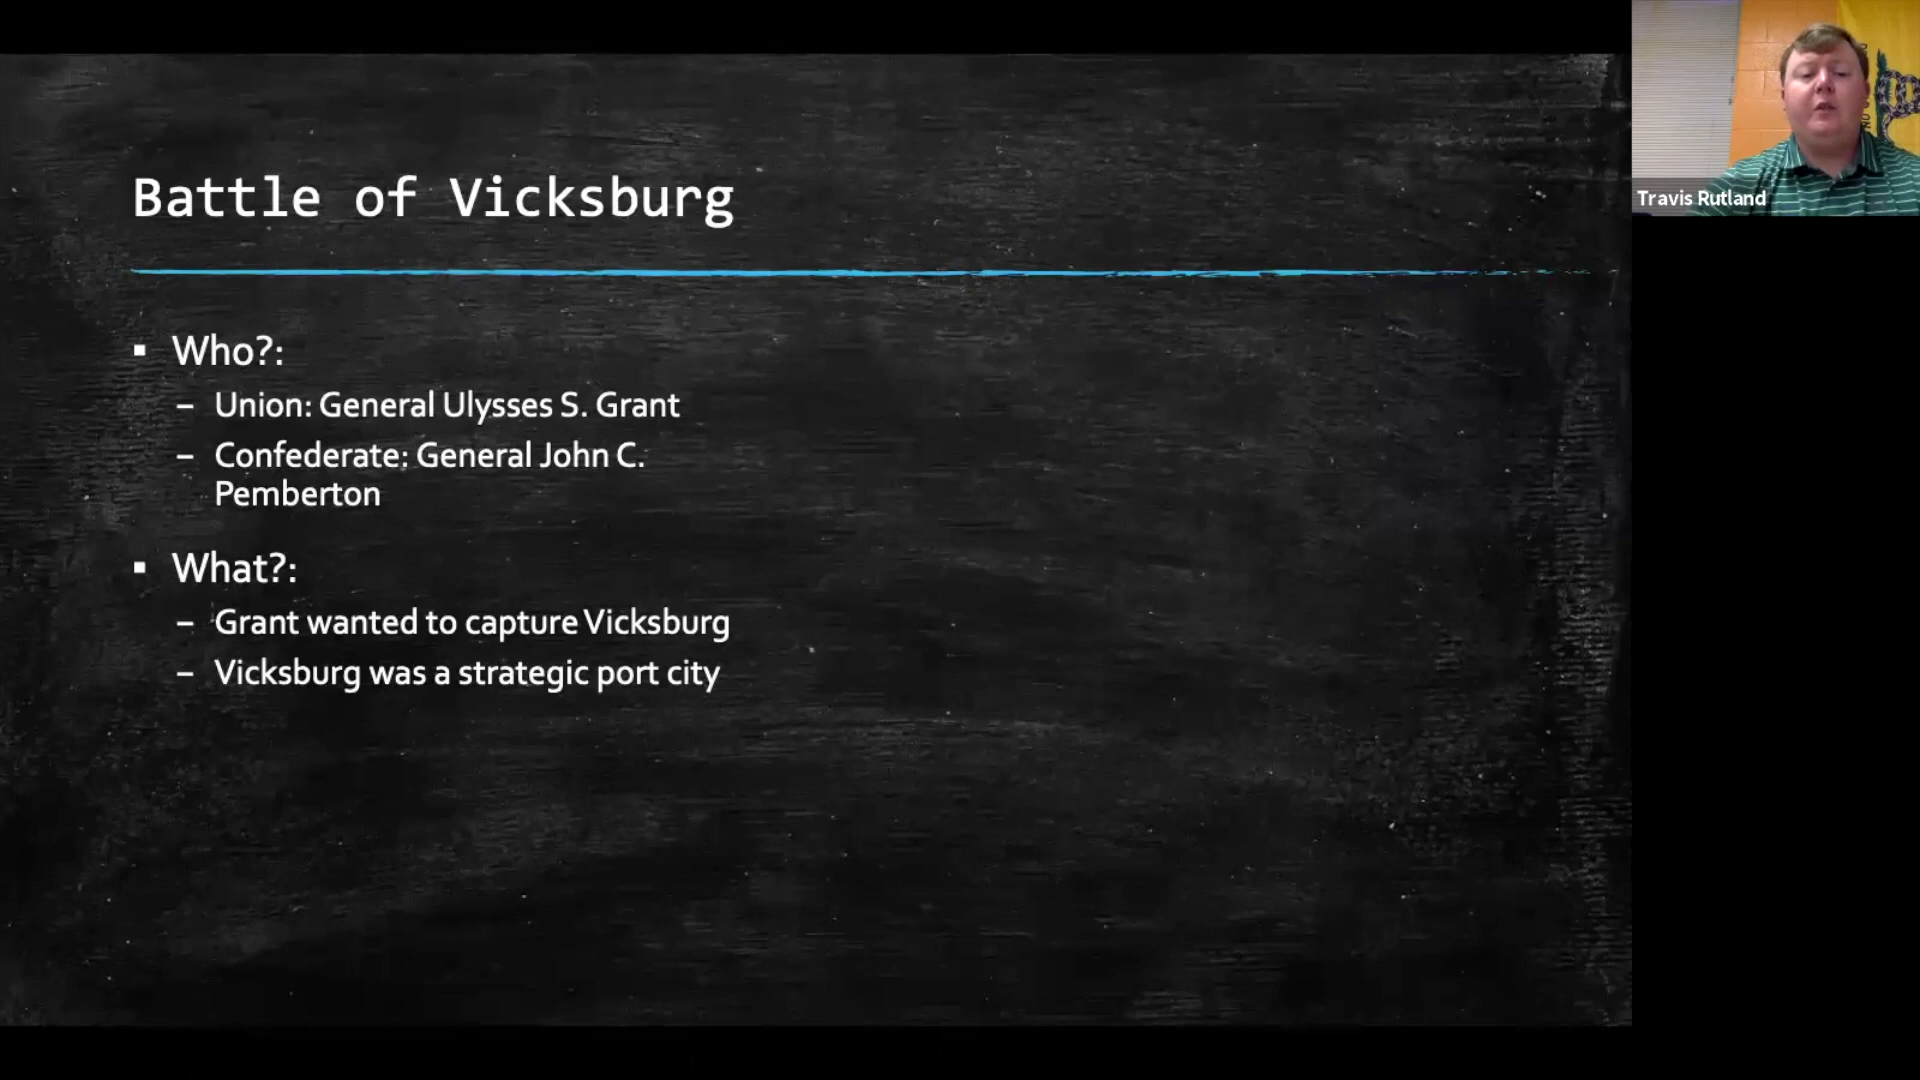 Battle of Vicksburg
Who?:
Union: General Ulysses S. Grant
Confederate: General John C.
Pemberton
What?:
Grant wanted to capture Vicksburg
Vicksburg was a strategic port city
Travis Rutland